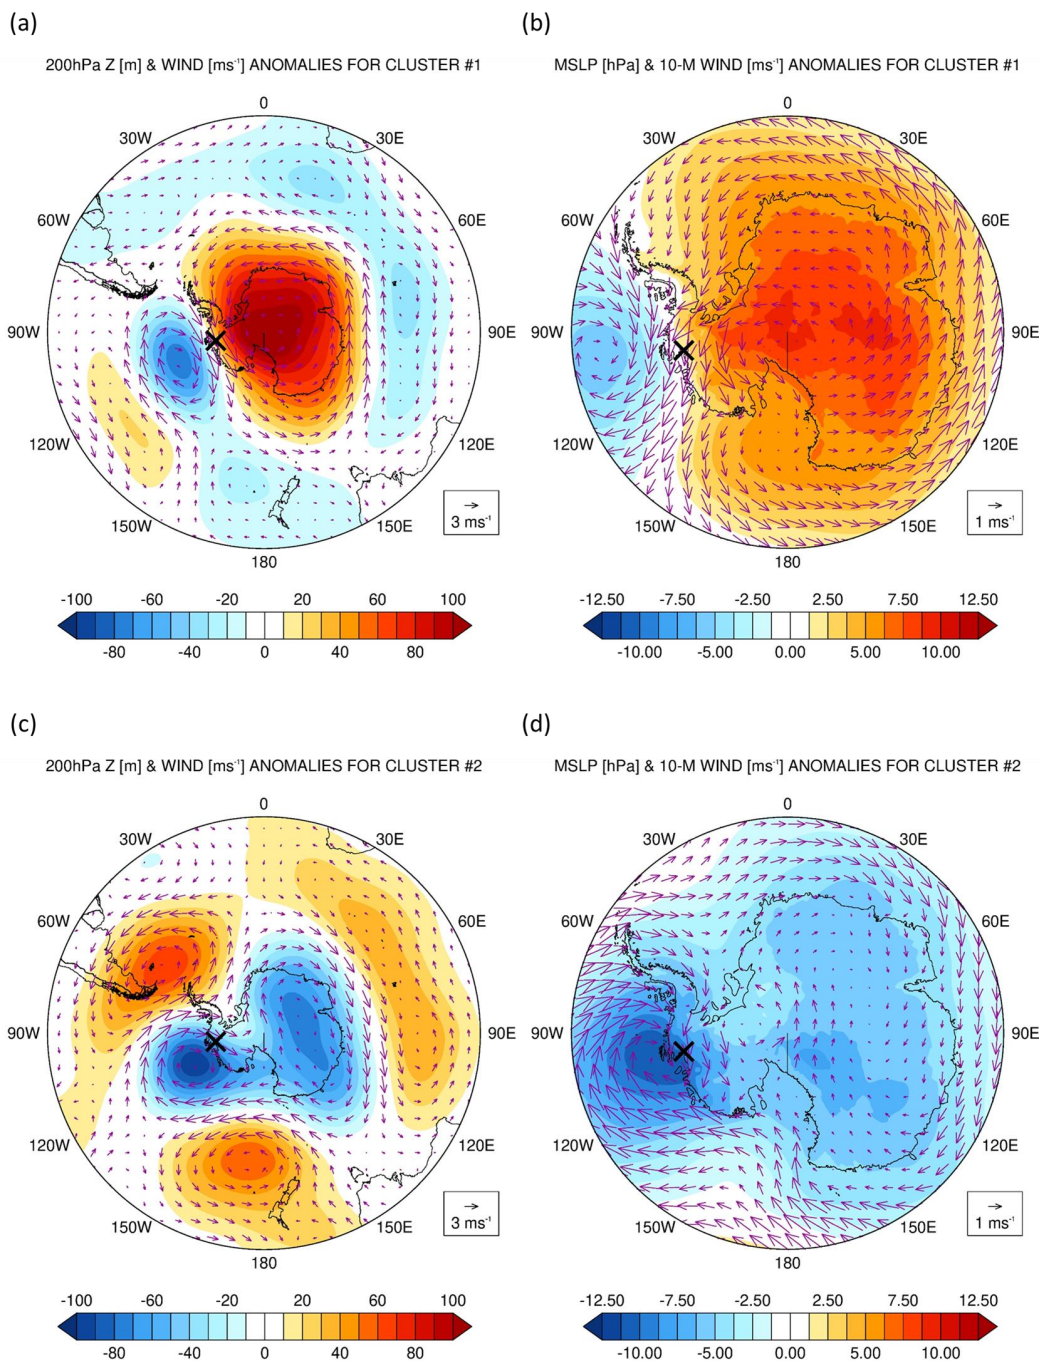 (a)
200hPa Z [m] & WIND [ms⁻¹] ANOMALIES FOR CLUSTER #1
0
30W
30E
60W
60E
90W
90E
120W
120E
150W
150E
180
3 ms⁻¹
-100 -60 -20 20 60 100
-80 -40 0 40 80
(b)
MSLP [hPa] & 10-M WIND [ms⁻¹] ANOMALIES FOR CLUSTER #1
0
30W
30E
60W
60E
90W
90E
120W
120E
150W
150E
180
1 ms⁻¹
-12.50 -7.50 -2.50 2.50 7.50 12.50
-10.00 -5.00 0.00 5.00 10.00
(c)
200hPa Z [m] & WIND [ms⁻¹] ANOMALIES FOR CLUSTER #2
0
30W
30E
60W
60E
90W
90E
120W
120E
150W
150E
180
3 ms⁻¹
-100 -60 -20 20 60 100
-80 -40 0 40 80
(d)
MSLP [hPa] & 10-M WIND [ms⁻¹] ANOMALIES FOR CLUSTER #2
0
30W
30E
60W
60E
90W
90E
120W
120E
150W
150E
180
1 ms⁻¹
-12.50 -7.50 -2.50 2.50 7.50 12.50
-10.00 -5.00 0.00 5.00 10.00